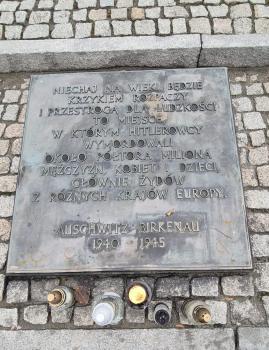 NIECHAJ NA WIEKI BĘDZIE
KRZYKIEM ROZPACZY
I PRZESTROGĄ DLA LUDZKOŚCI
TO MIEJSCE,
W KTÓRYM HITLEROWCY
WYMORDOWALI
OKOŁO PÓŁTORA MILIONA
MĘŻCZYZN, KOBIET I DZIECI,
GŁÓWNIE ŻYDÓW
Z RÓŻNYCH KRAJÓW EUROPY.
AUSCHWITZ-BIRKENAU
1940 - 1945